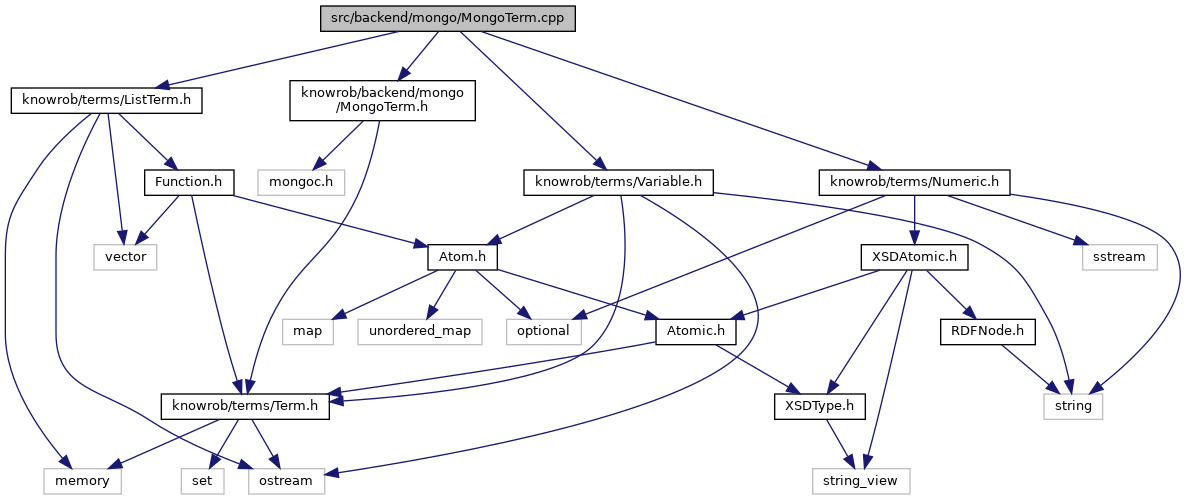 src/backend/mongo/MongoTerm.cpp
knowrob/terms/ListTerm.h
knowrob/backend/mongo
/MongoTerm.h
Function.h
mongoc.h
knowrob/terms/Variable.h
knowrob/terms/Numeric.h
vector
Atom.h
XSDAtomic.h
sstream
map
unordered_map
optional
Atomic.h
RDFNode.h
knowrob/terms/Term.h
XSDType.h
string
memory
set
ostream
string_view